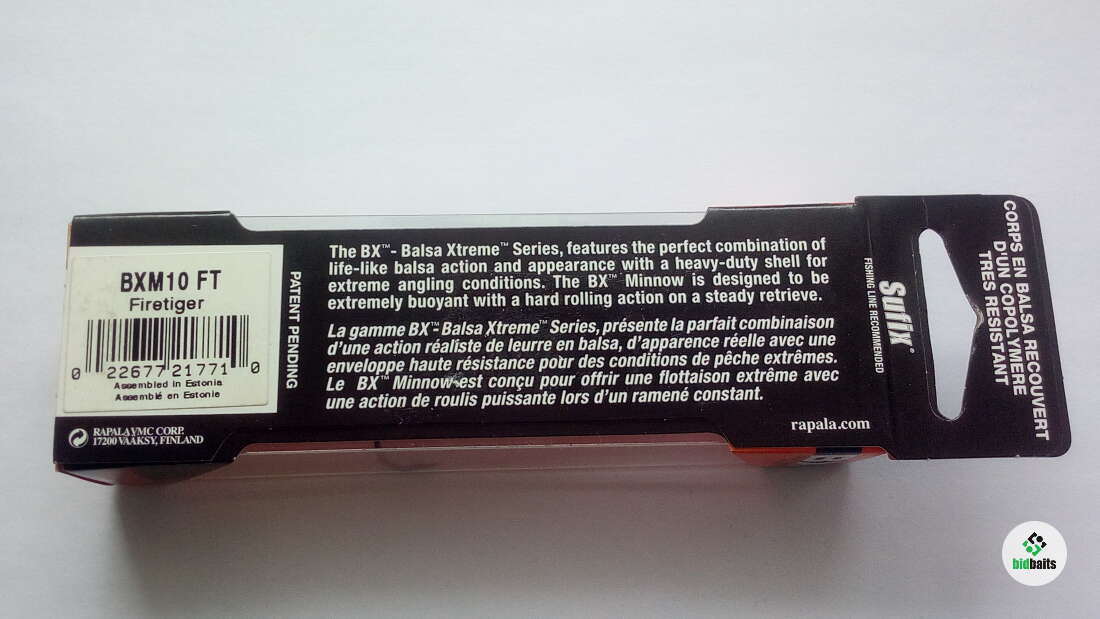 BXM10 FT
Firetiger
0 22677 21771 0
Assembled in Estonia
Assemblé en Estonie
RAPALA VMC CORP.
17200 VAAKSY, FINLAND
PATENT PENDING
The BX™- Balsa Xtreme™ Series, features the perfect combination of
life-like balsa action and appearance with a heavy-duty shell for
extreme angling conditions. The BX™ Minnow is designed to be
extremely buoyant with a hard rolling action on a steady retrieve.
La gamme BX™ Balsa Xtreme™ Series, présente la parfait combinaison
d'une action réaliste de leurre en balsa, d'apparence réelle avec une
enveloppe haute résistance pour des conditions de pêche extrêmes.
Le BX™ Minnow est conçu pour offrir une flottaison extrême avec
une action de roulis puissante lors d'un ramené constant.
rapala.com
Sufix®
FISHING LINE RECOMMENDED
CORPS EN BALSA RECOUVERT
D'UN COPOLYMERE
TRES RESISTANT
bidbaits